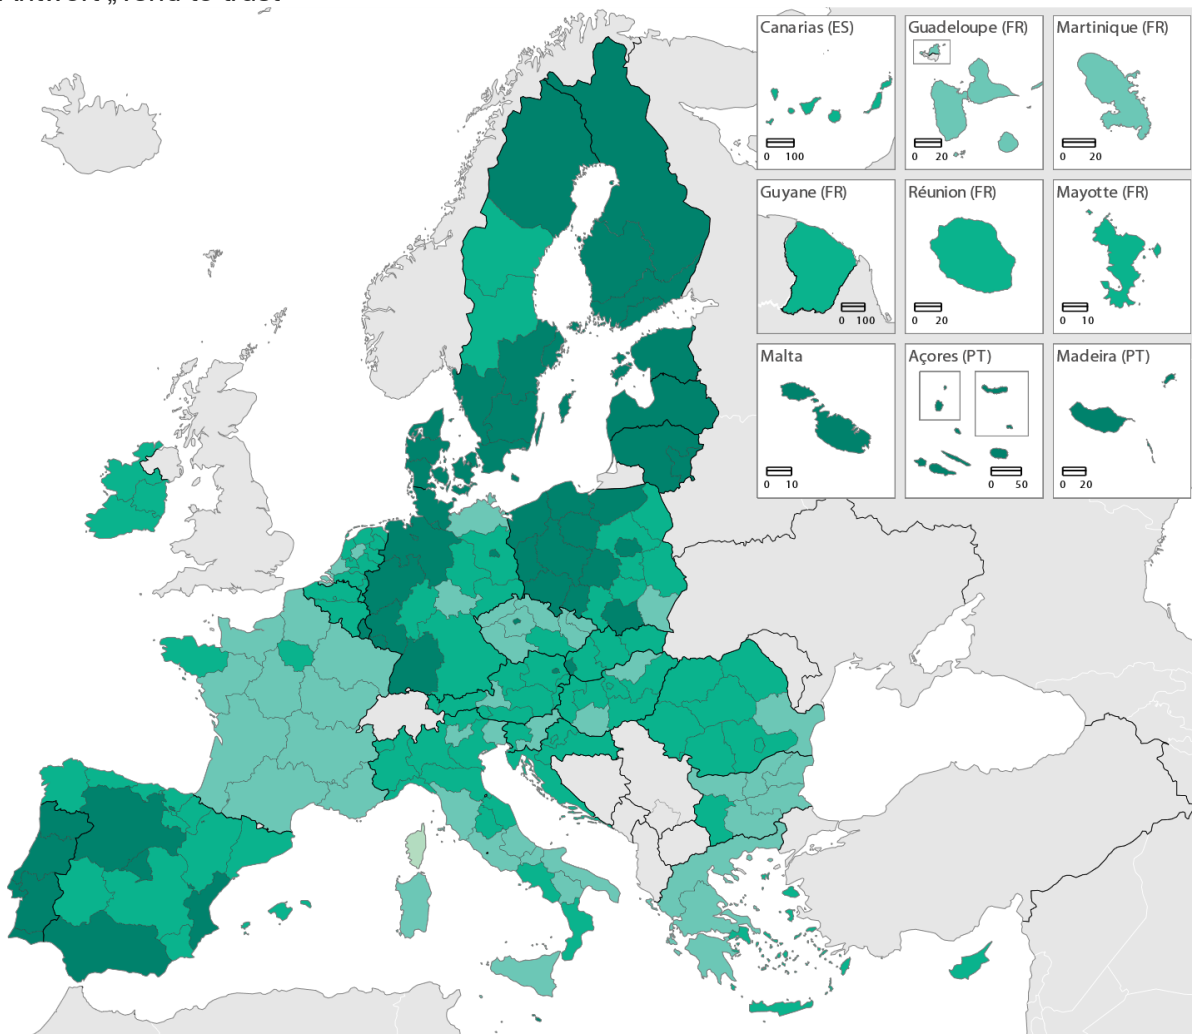 Canarias (ES)
0 100
Guadeloupe (FR)
0 20
Martinique (FR)
0 20
Guyane (FR)
0 100
Réunion (FR)
0 20
Mayotte (FR)
0 10
Malta
0 10
Açores (PT)
0 50
Madeira (PT)
0 20